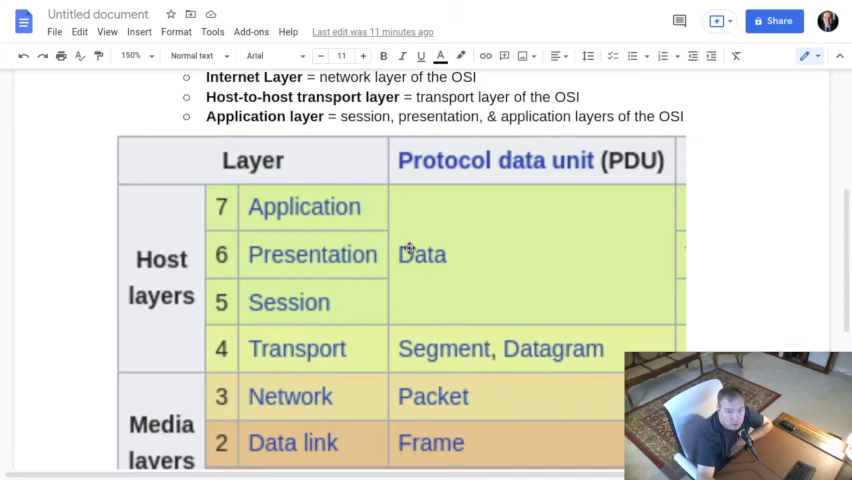 Untitled document
File Edit View Insert Format Tools Add-ons Help Last edit was 11 minutes ago
Share
150% Normal text Arial 11 B I U A
Internet Layer = network layer of the OSI
Host-to-host transport layer = transport layer of the OSI
Application layer = session, presentation, & application layers of the OSI
Layer Protocol data unit (PDU)
Host layers
7 Application
6 Presentation Data
5 Session
4 Transport Segment, Datagram
Media layers
3 Network Packet
2 Data link Frame